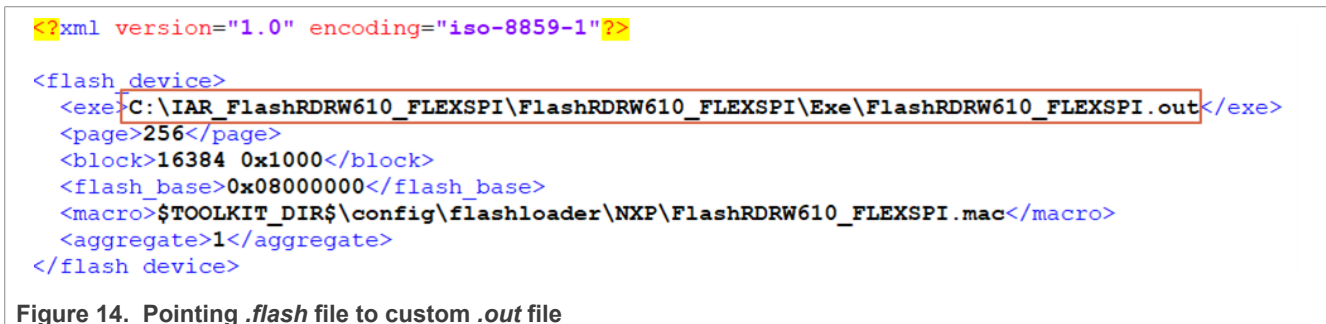 <?xml version="1.0" encoding="iso-8859-1"?>
<flash_device>
<exe>C:\IAR_FlashRDRW610_FLEXSPI\FlashRDRW610_FLEXSPI\Exe\FlashRDRW610_FLEXSPI.out</exe>
<page>256</page>
<block>16384 0x1000</block>
<flash_base>0x08000000</flash_base>
<macro>$TOOLKIT_DIR$\config\flashloader\NXP\FlashRDRW610_FLEXSPI.mac</macro>
<aggregate>1</aggregate>
</flash_device>
Figure 14. Pointing .flash file to custom .out file